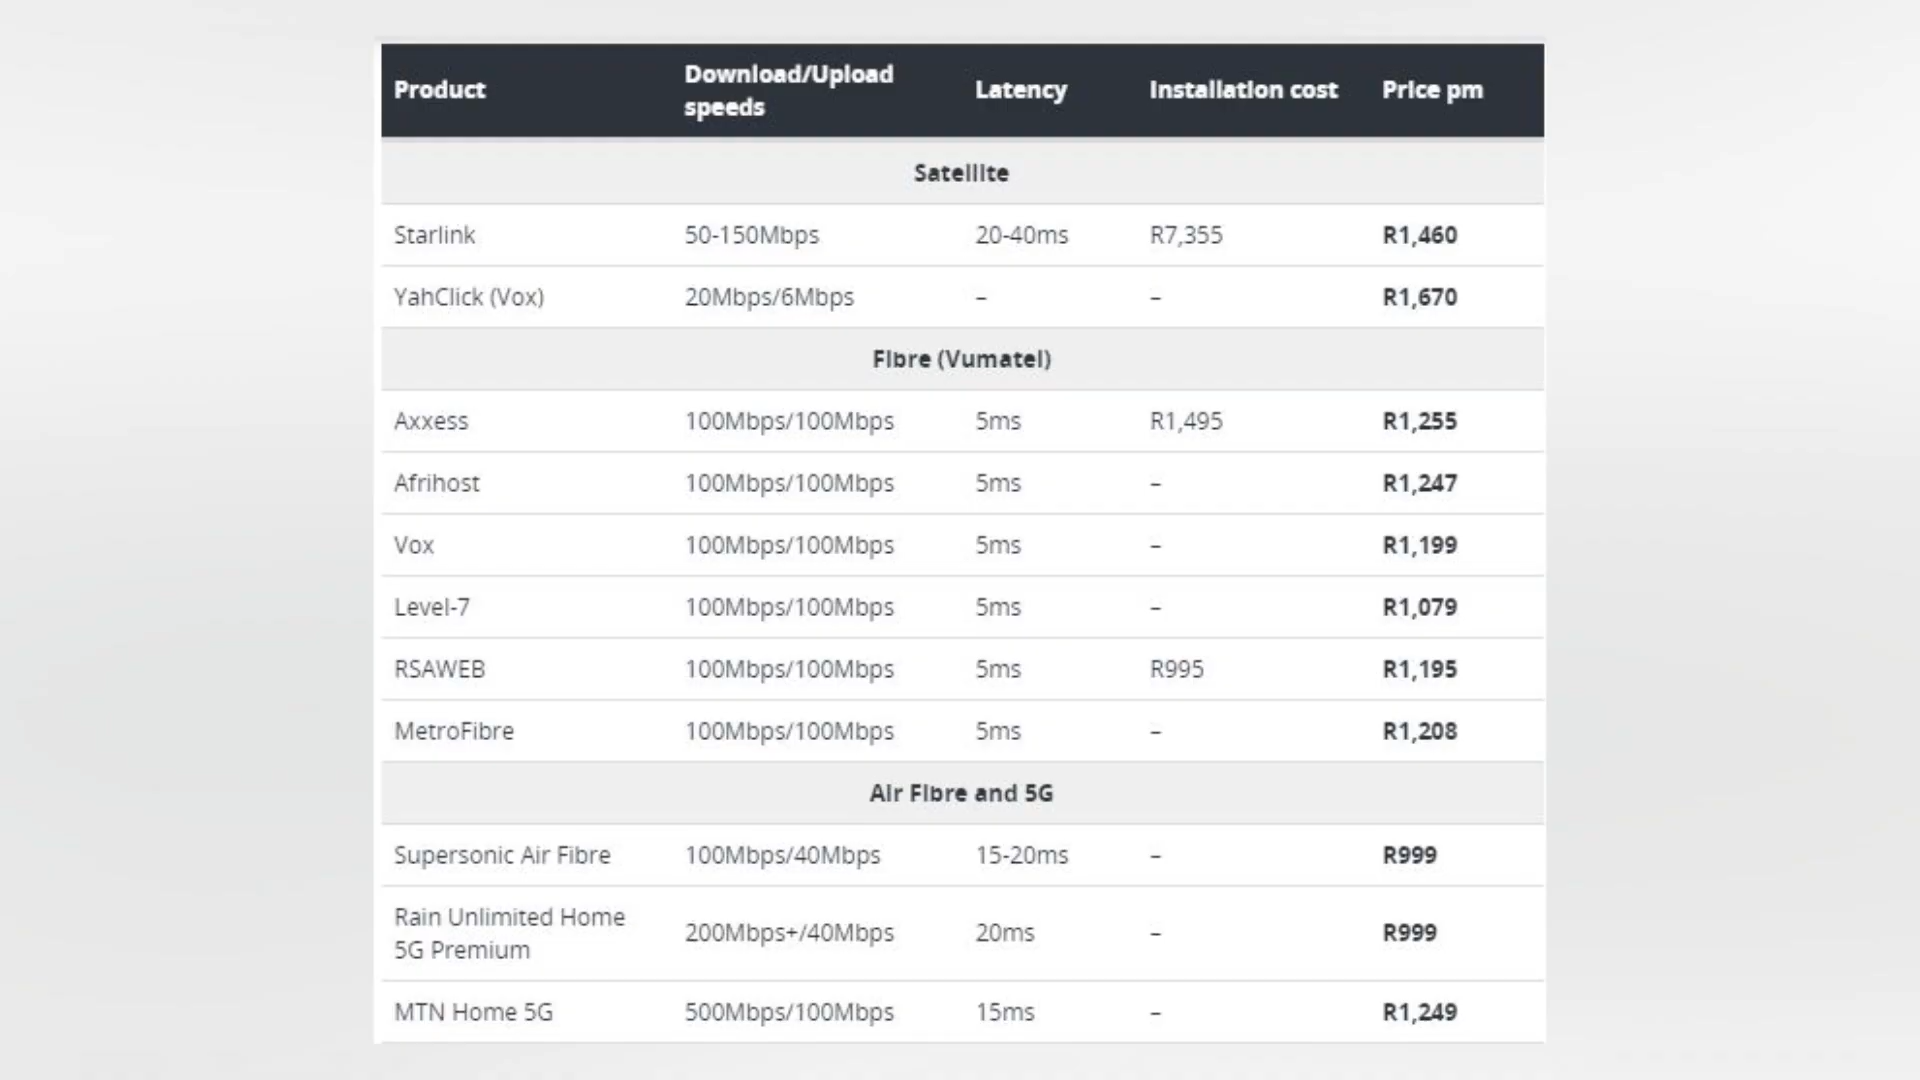 Product Download/Upload speeds Latency Installation cost Price pm
Satellite
Starlink 50-150Mbps 20-40ms R7,355 R1,460
YahClick (Vox) 20Mbps/6Mbps – – R1,670
Fibre (Vumatel)
Axxess 100Mbps/100Mbps 5ms R1,495 R1,255
Afrihost 100Mbps/100Mbps 5ms – R1,247
Vox 100Mbps/100Mbps 5ms – R1,199
Level-7 100Mbps/100Mbps 5ms – R1,079
RSAWEB 100Mbps/100Mbps 5ms R995 R1,195
MetroFibre 100Mbps/100Mbps 5ms – R1,208
Air Fibre and 5G
Supersonic Air Fibre 100Mbps/40Mbps 15-20ms – R999
Rain Unlimited Home 5G Premium 200Mbps+/40Mbps 20ms – R999
MTN Home 5G 500Mbps/100Mbps 15ms – R1,249